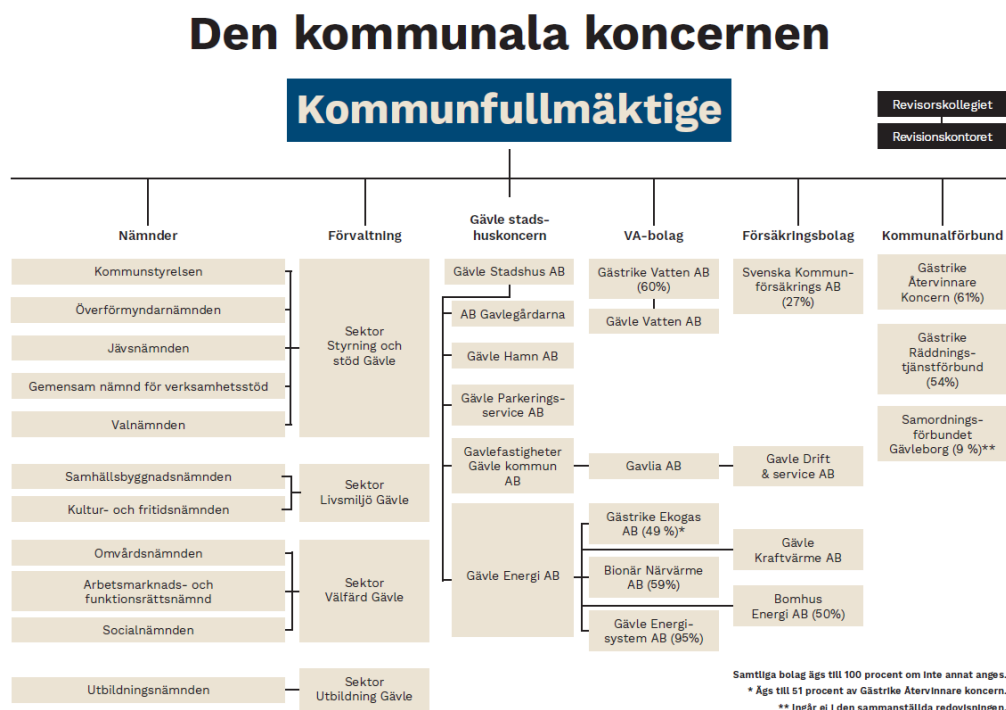 Den kommunala koncernen
Kommunfullmäktige
Revisorskollegiet
Revisionskontoret
Nämnder
Kommunstyrelsen
Överförmyndarnämnden
Jävsnämnden
Gemensam nämnd för verksamhetsstöd
Valnämnden
Samhällsbyggnadsnämnden
Kultur- och fritidsnämnden
Omvårdsnämnden
Arbetsmarknads- och
funktionsrättsnämnd
Socialnämnden
Utbildningsnämnden
Förvaltning
Sektor
Styrning och
stöd Gävle
Sektor
Livsmiljö Gävle
Sektor
Välfärd Gävle
Sektor
Utbildning Gävle
Gävle stads-
huskoncern
Gävle Stadshus AB
AB Gavlegårdarna
Gävle Hamn AB
Gävle Parkerings-
service AB
Gavlefastigheter
Gävle kommun
AB
Gävle Energi AB
VA-bolag
Gästrike Vatten AB
(60%)
Gävle Vatten AB
Gavlia AB
Gästrike Ekogas
AB (49 %)*
Bionär Närvärme
AB (59%)
Gävle Energi-
system AB (95%)
Försäkringsbolag
Svenska Kommun-
försäkrings AB
(27%)
Gavle Drift
& service AB
Gävle
Kraftvärme AB
Bomhus
Energi AB (50%)
Kommunalförbund
Gästrike
Återvinnare
Koncern (61%)
Gästrike
Räddnings-
tjänstförbund
(54%)
Samordnings-
förbundet
Gävleborg (9 %)**
Samtliga bolag ägs till 100 procent om inte annat anges.
* Ägs till 51 procent av Gästrike Återvinnare koncern.
** Ingår ej i den sammanställda redovisningen.